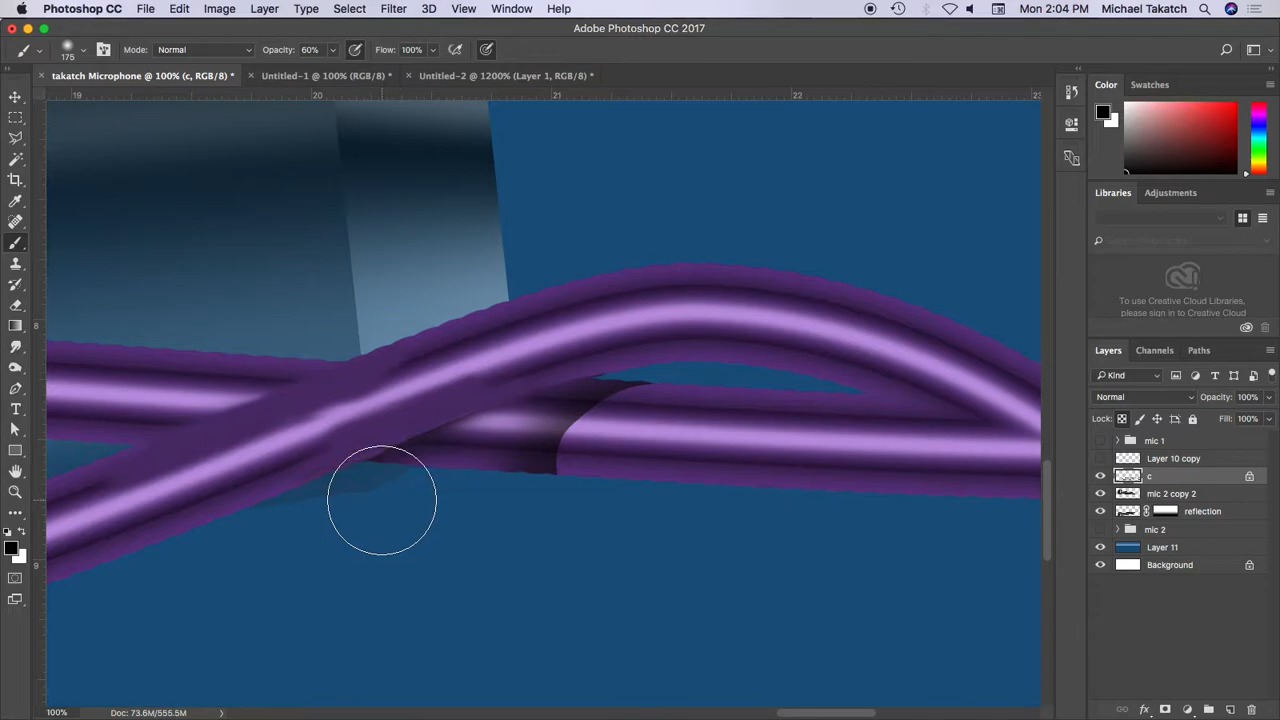 Photoshop CC File Edit Image Layer Type Select Filter 3D View Window Help Mon 2:04 PM Michael Takatch
Adobe Photoshop CC 2017
175 Mode: Normal Opacity: 60% Flow: 100%
takatch Microphone @ 100% (c, RGB/8) * Untitled-1 @ 100% (RGB/8) * Untitled-2 @ 1200% (Layer 1, RGB/8) *
19 20 21 22 23
8
9
Color Swatches
Libraries Adjustments
To use Creative Cloud Libraries,
please sign in to Creative Cloud
Layers Channels Paths
Kind
Normal Opacity: 100%
Lock: Fill: 100%
mic 1
Layer 10 copy
c
mic 2 copy 2
reflection
mic 2
Layer 11
Background
100% Doc: 73.6M/555.5M